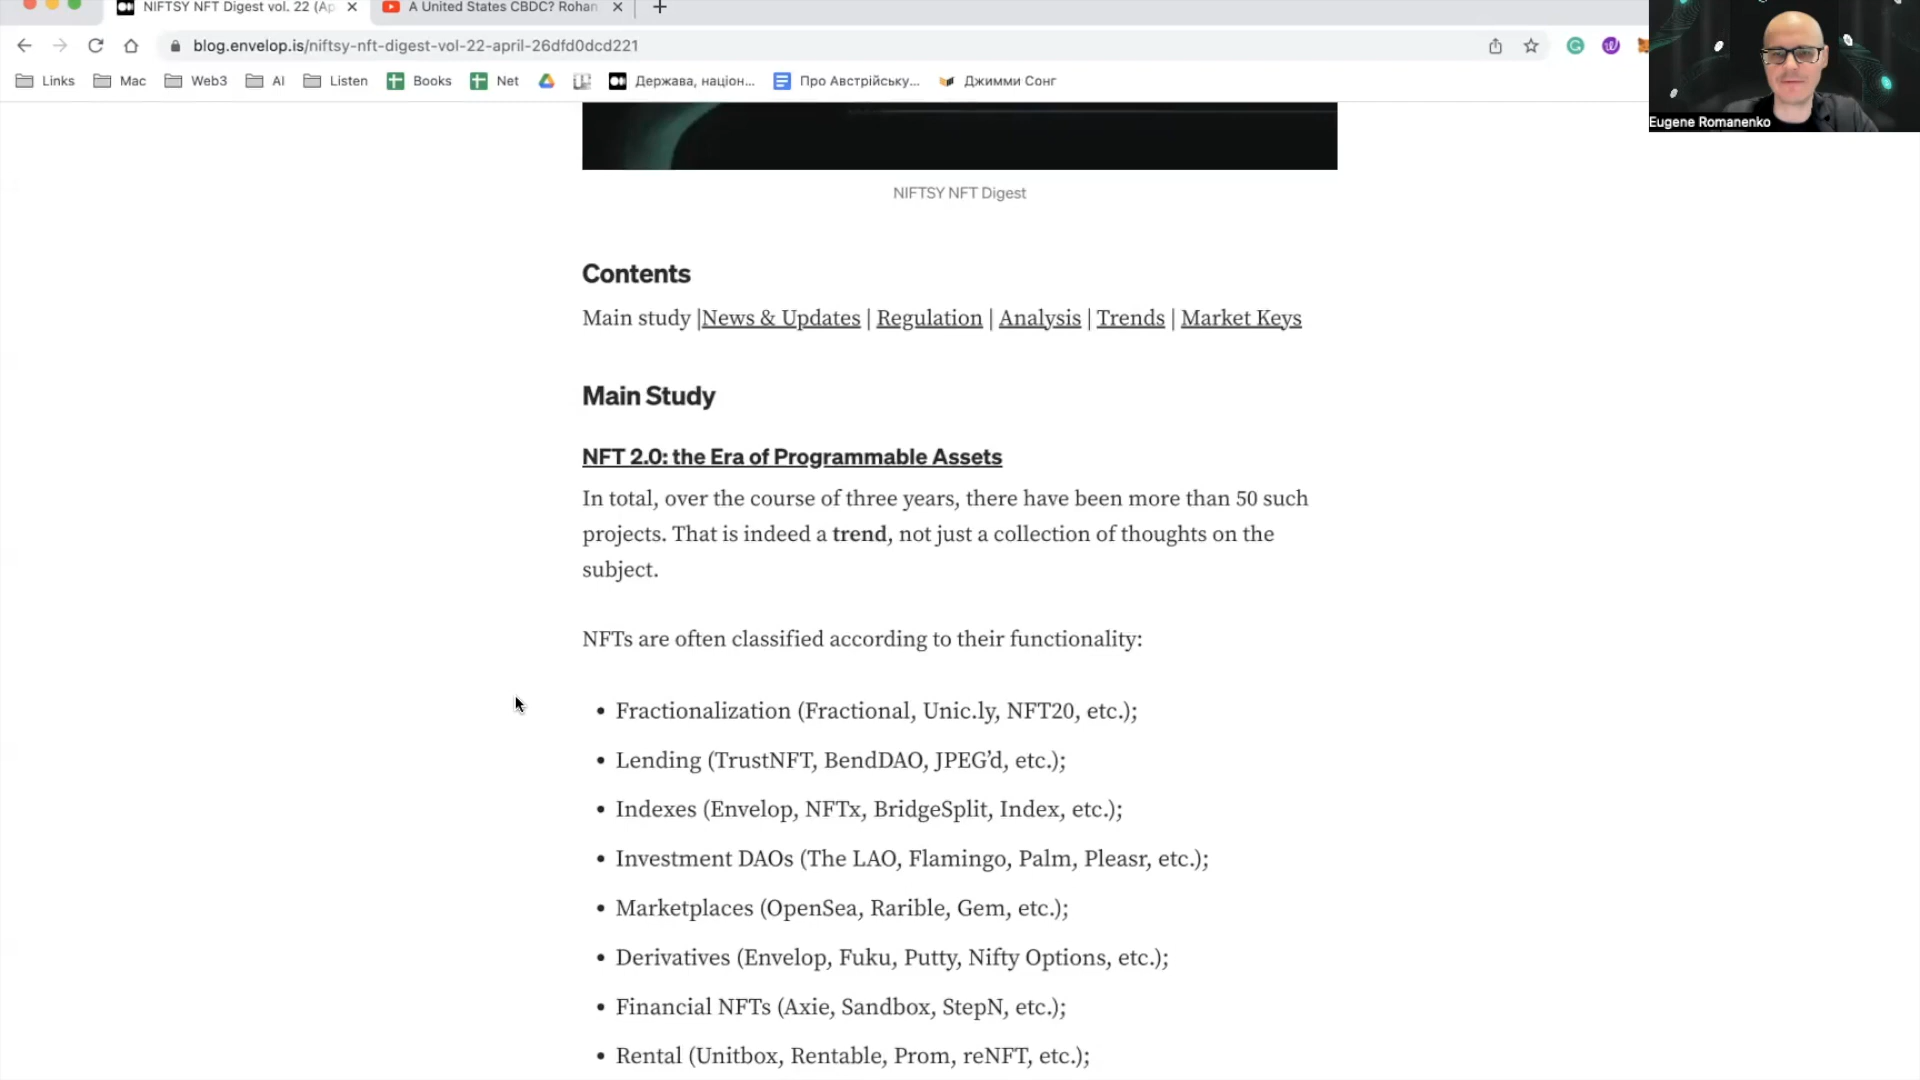 NIFTSY NFT Digest vol. 22 (Ap
A United States CBDC? Rohan
blog.envelop.is/niftsy-nft-digest-vol-22-april-26dfd0dcd221
Links Mac Web3 AI Listen Books Net Держава, націон... Про Австрійську... Джимми Сонг
Eugene Romanenko
NIFTSY NFT Digest
Contents
Main study |News & Updates | Regulation | Analysis | Trends | Market Keys
Main Study
NFT 2.0: the Era of Programmable Assets
In total, over the course of three years, there have been more than 50 such
projects. That is indeed a trend, not just a collection of thoughts on the
subject.
NFTs are often classified according to their functionality:
• Fractionalization (Fractional, Unic.ly, NFT20, etc.);
• Lending (TrustNFT, BendDAO, JPEG’d, etc.);
• Indexes (Envelop, NFTx, BridgeSplit, Index, etc.);
• Investment DAOs (The LAO, Flamingo, Palm, Pleasr, etc.);
• Marketplaces (OpenSea, Rarible, Gem, etc.);
• Derivatives (Envelop, Fuku, Putty, Nifty Options, etc.);
• Financial NFTs (Axie, Sandbox, StepN, etc.);
• Rental (Unitbox, Rentable, Prom, reNFT, etc.);